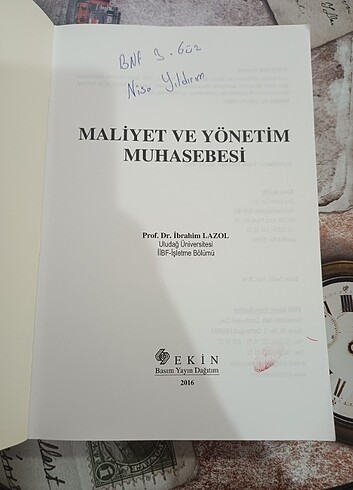 BNF 3. Güz
Nisa Yıldırım
MALİYET VE YÖNETİM
MUHASEBESİ
Prof. Dr. İbrahim LAZOL
Uludağ Üniversitesi
İİBF-İşletme Bölümü
EKİN
Basım Yayın Dağıtım
2016